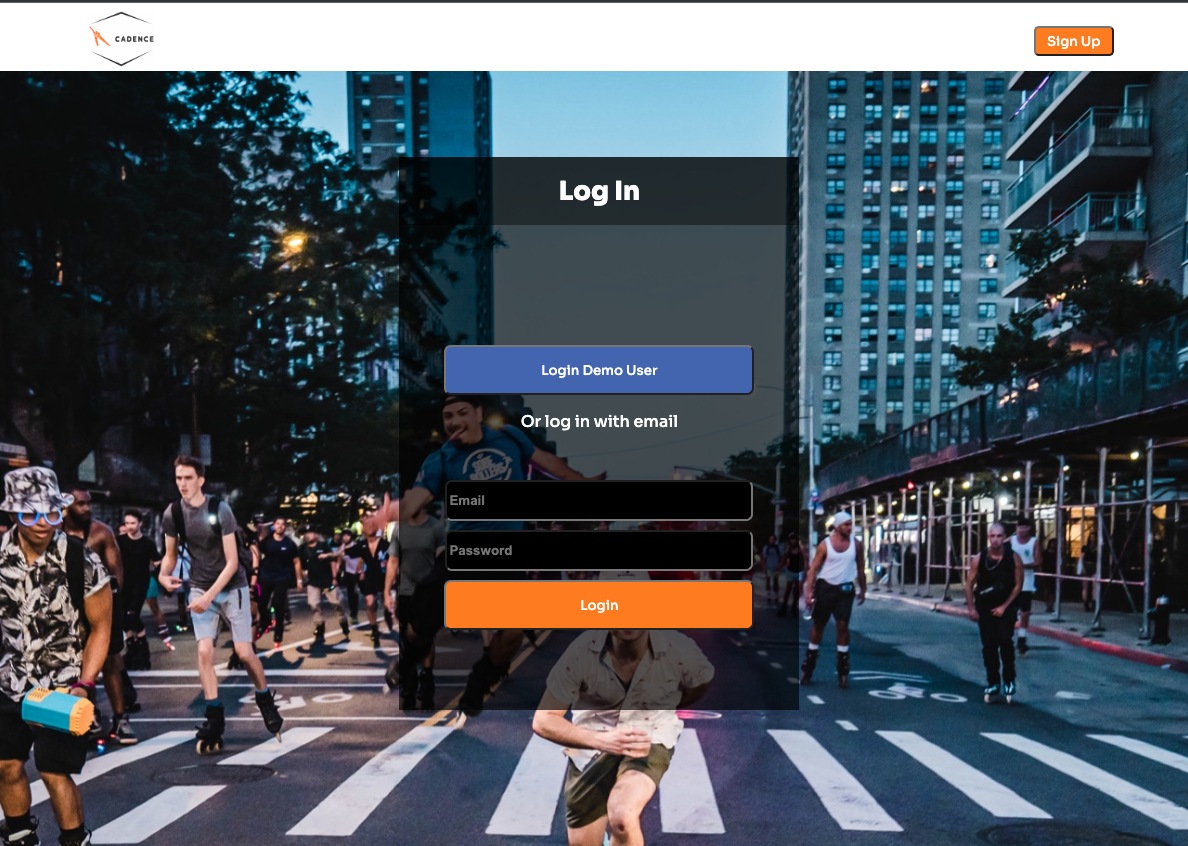 CADENCE
Sign Up
Log In
Login Demo User
Or log in with email
Email
Password
Login